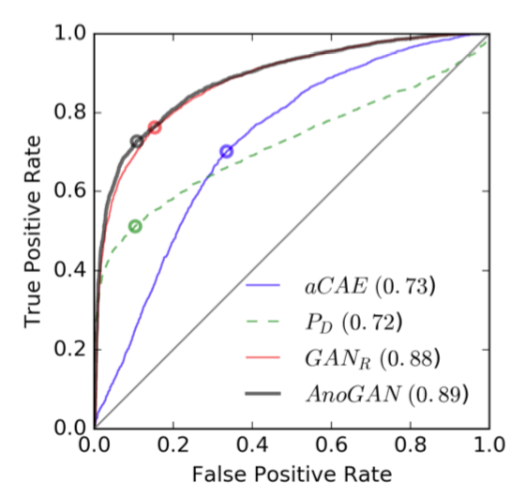 1.0
0.8
0.6
0.4
0.2
0.0
True Positive Rate
aCAE (0.73)
P_D (0.72)
GAN_R (0.88)
AnoGAN (0.89)
0.0 0.2 0.4 0.6 0.8 1.0
False Positive Rate